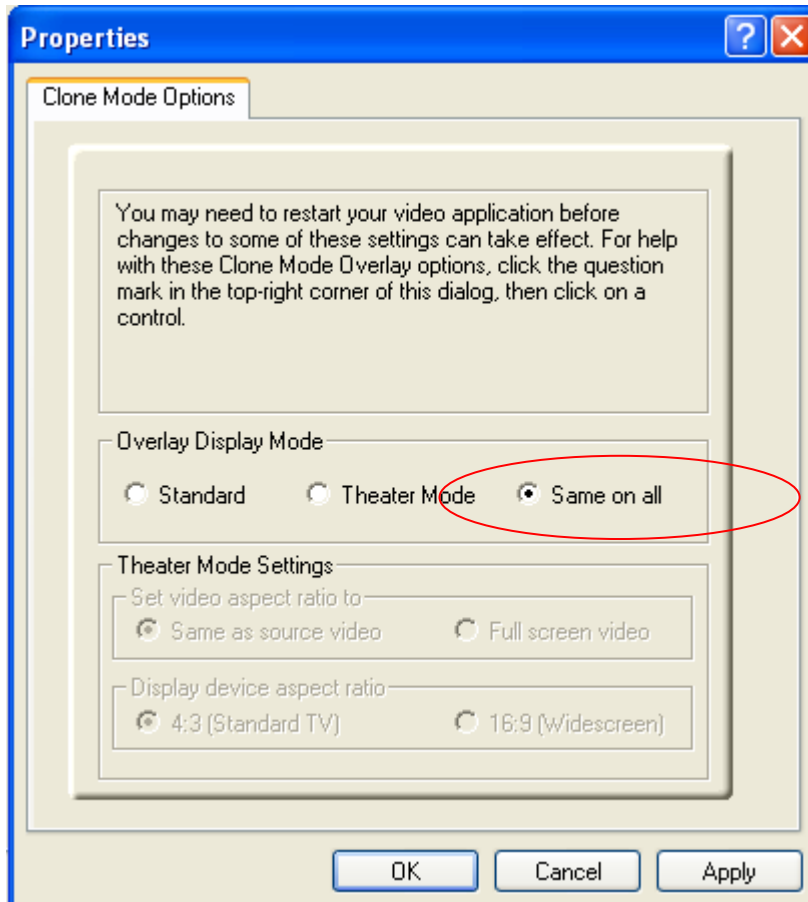 Properties
?
Clone Mode Options
You may need to restart your video application before
changes to some of these settings can take effect. For help
with these Clone Mode Overlay options, click the question
mark in the top-right corner of this dialog, then click on a
control.
Overlay Display Mode
Standard Theater Mode Same on all
Theater Mode Settings
Set video aspect ratio to
Same as source video Full screen video
Display device aspect ratio
4:3 (Standard TV) 16:9 (Widescreen)
OK Cancel Apply